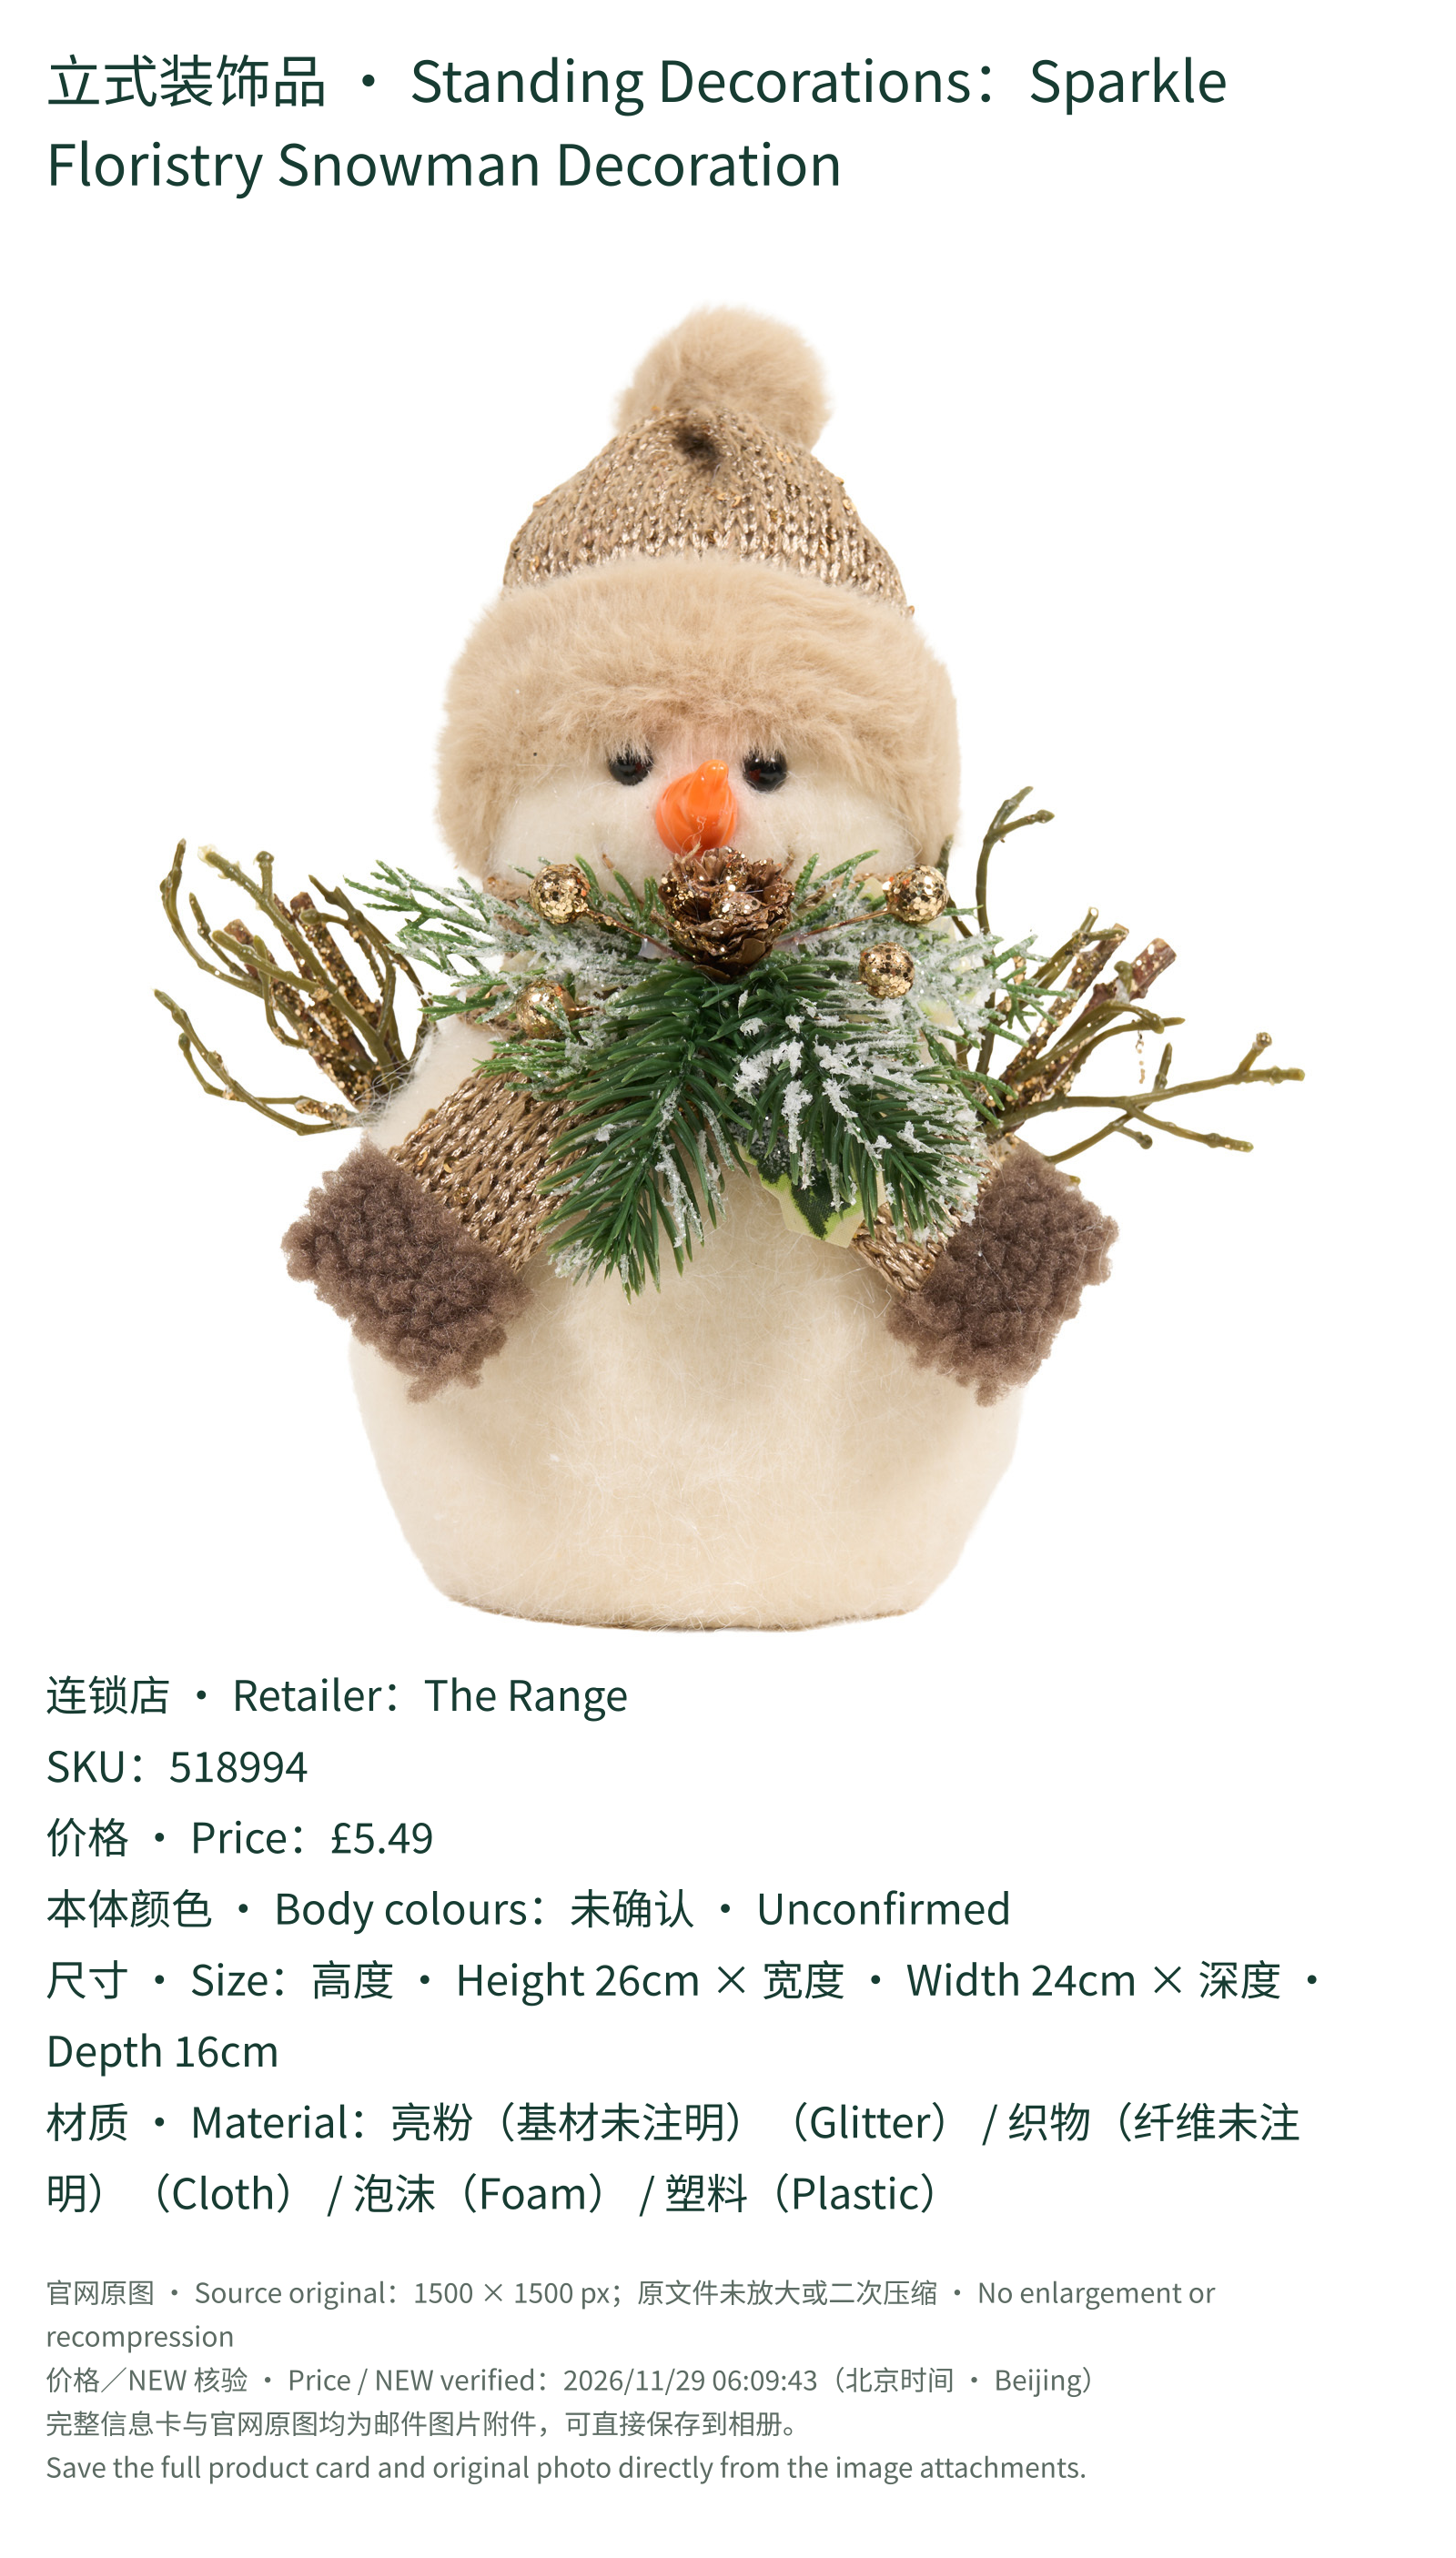 立式装饰品 · Standing Decorations：Sparkle
Floristry Snowman Decoration
连锁店 · Retailer：The Range
SKU：518994
价格 · Price：£5.49
本体颜色 · Body colours：未确认 · Unconfirmed
尺寸 · Size：高度 · Height 26cm × 宽度 · Width 24cm × 深度 ·
Depth 16cm
材质 · Material：亮粉（基材未注明）（Glitter） / 织物（纤维未注
明）（Cloth） / 泡沫（Foam） / 塑料（Plastic）
官网原图 · Source original：1500 × 1500 px；原文件未放大或二次压缩 · No enlargement or
recompression
价格／NEW 核验 · Price / NEW verified：2026/11/29 06:09:43（北京时间 · Beijing）
完整信息卡与官网原图均为邮件图片附件，可直接保存到相册。
Save the full product card and original photo directly from the image attachments.